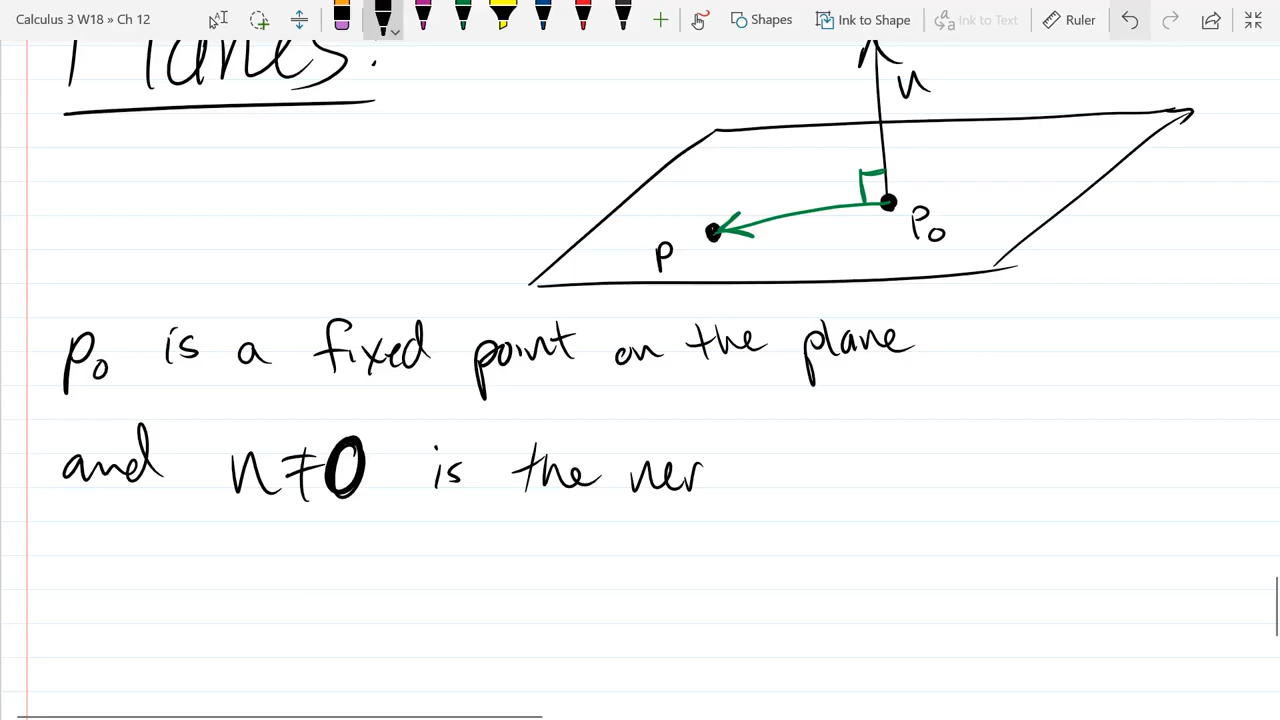 Calculus 3 W18 » Ch 12
Shapes
Ink to Shape
Ink to Text
Ruler
Planes:
n
P0
P
P0 is a fixed point on the plane
and n≠0 is the ner